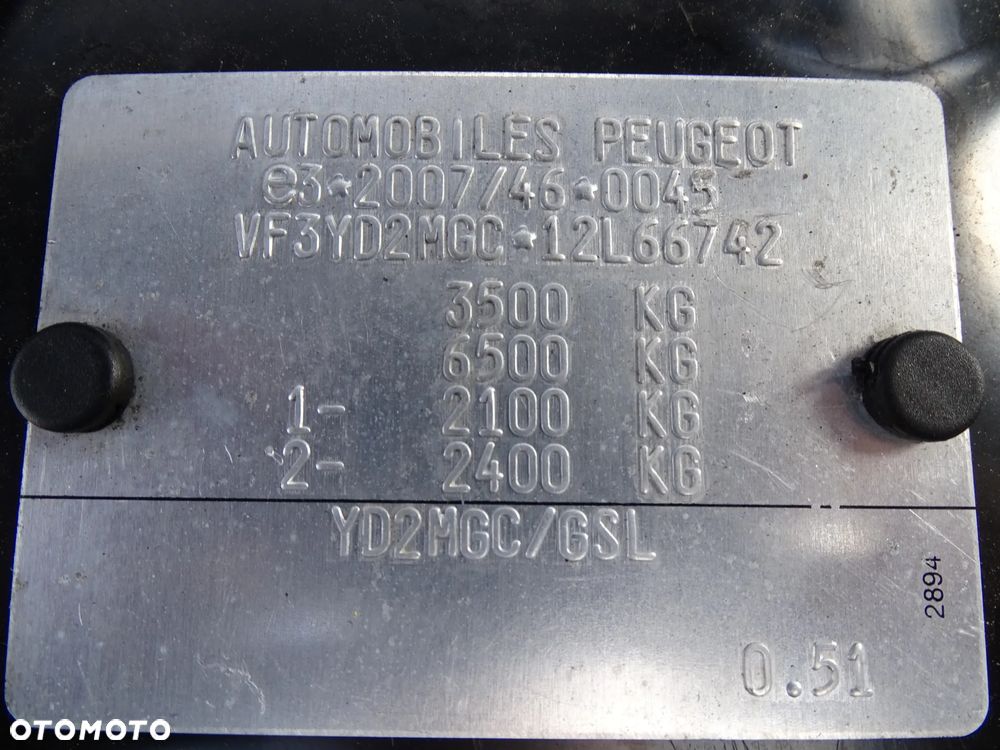 AUTOMOBILES PEUGEOT
e3*2007/46*0045
VF3YD2MGC*12L66742
3500 KG
6500 KG
1- 2100 KG
2- 2400 KG
YD2MGC/GSL
2894
0.51
OTOMOTO